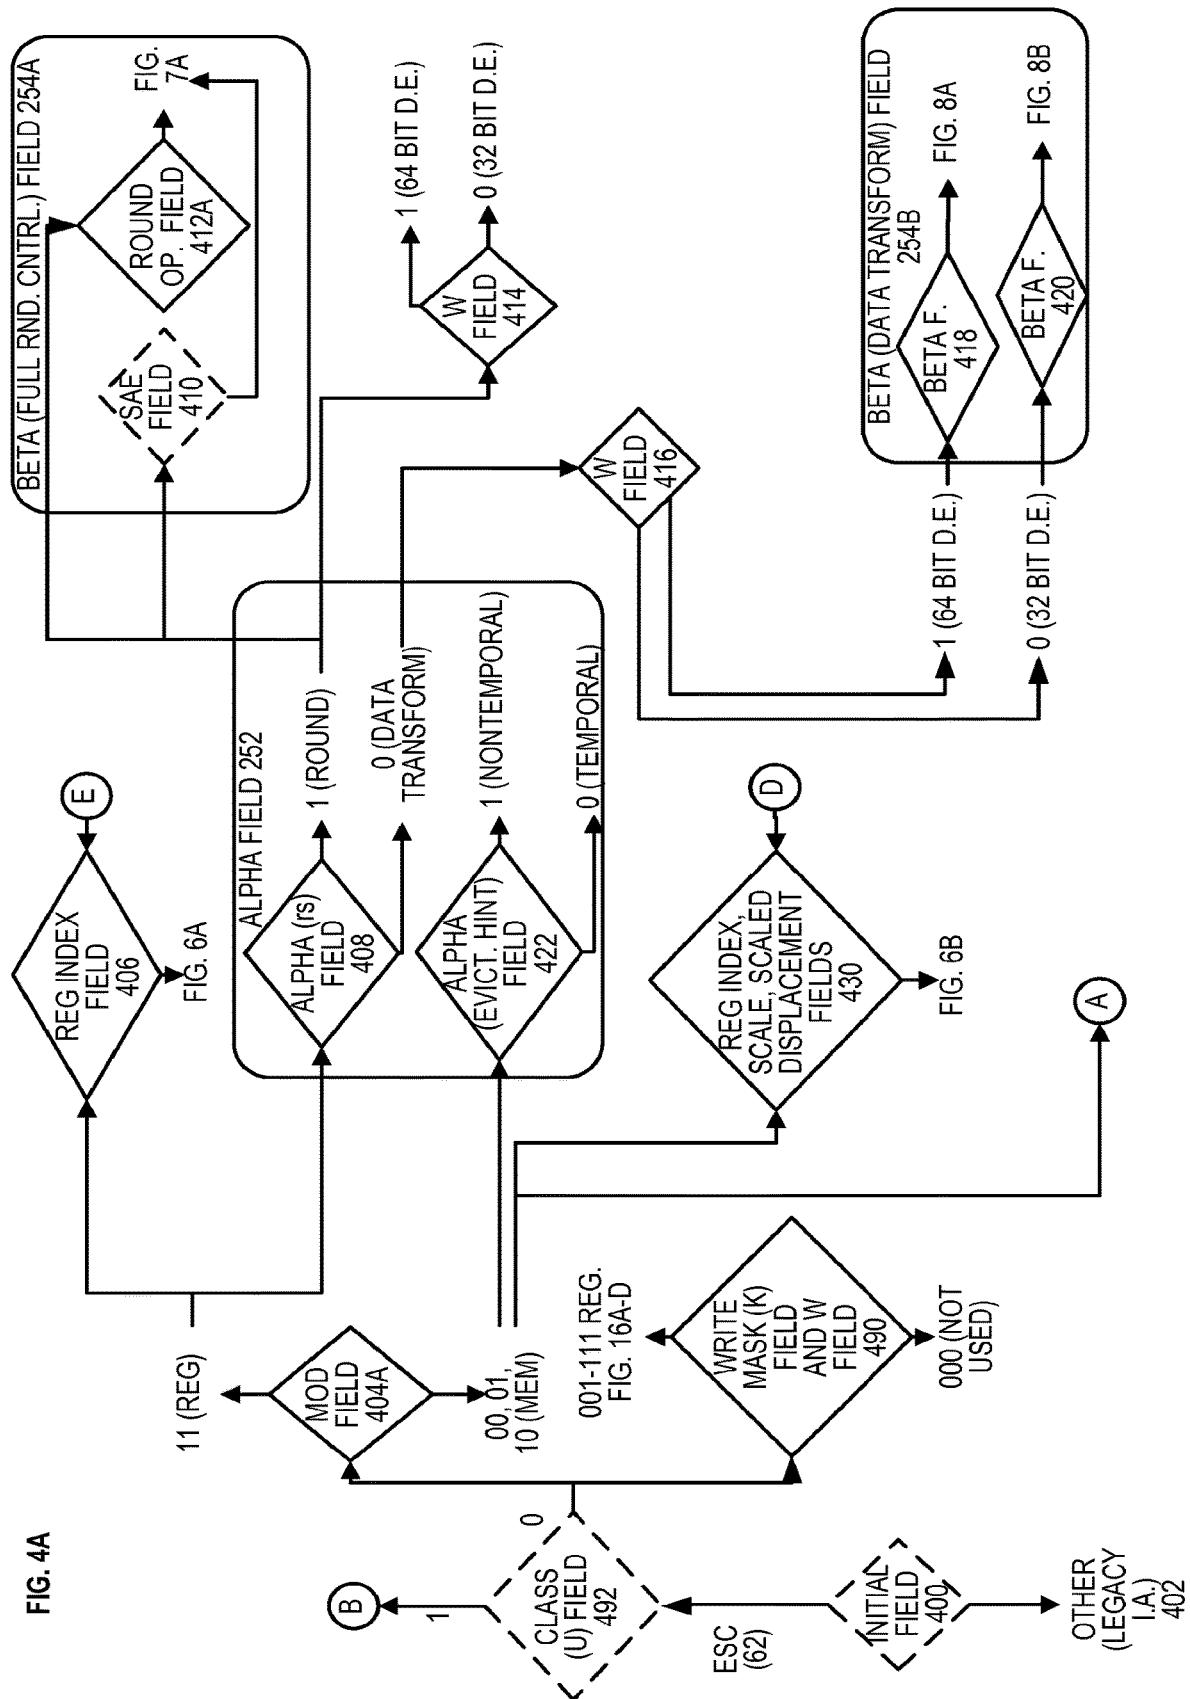 FIG. 4A
INITIAL
FIELD
400
OTHER
(LEGACY
I.A.)
402
ESC
(62)
CLASS
(U) FIELD
492
1
B
0
MOD
FIELD
404A
11 (REG)
00, 01,
10 (MEM)
WRITE
MASK (K)
FIELD
AND W
FIELD
490
001-111 REG.
FIG. 16A-D
000 (NOT
USED)
REG INDEX
FIELD
406
E
FIG. 6A
ALPHA FIELD 252
ALPHA (rs)
FIELD
408
1 (ROUND)
0 (DATA
TRANSFORM)
ALPHA
(EVICT. HINT)
FIELD
422
1 (NONTEMPORAL)
0 (TEMPORAL)
REG INDEX,
SCALE, SCALED
DISPLACEMENT
FIELDS
430
D
FIG. 6B
A
BETA (FULL RND. CNTRL.) FIELD 254A
SAE
FIELD
410
ROUND
OP. FIELD
412A
FIG.
7A
W
FIELD
414
1 (64 BIT D.E.)
0 (32 BIT D.E.)
W
FIELD
416
1 (64 BIT D.E.)
0 (32 BIT D.E.)
BETA (DATA TRANSFORM) FIELD
254B
BETA F.
418
FIG. 8A
BETA F.
420
FIG. 8B